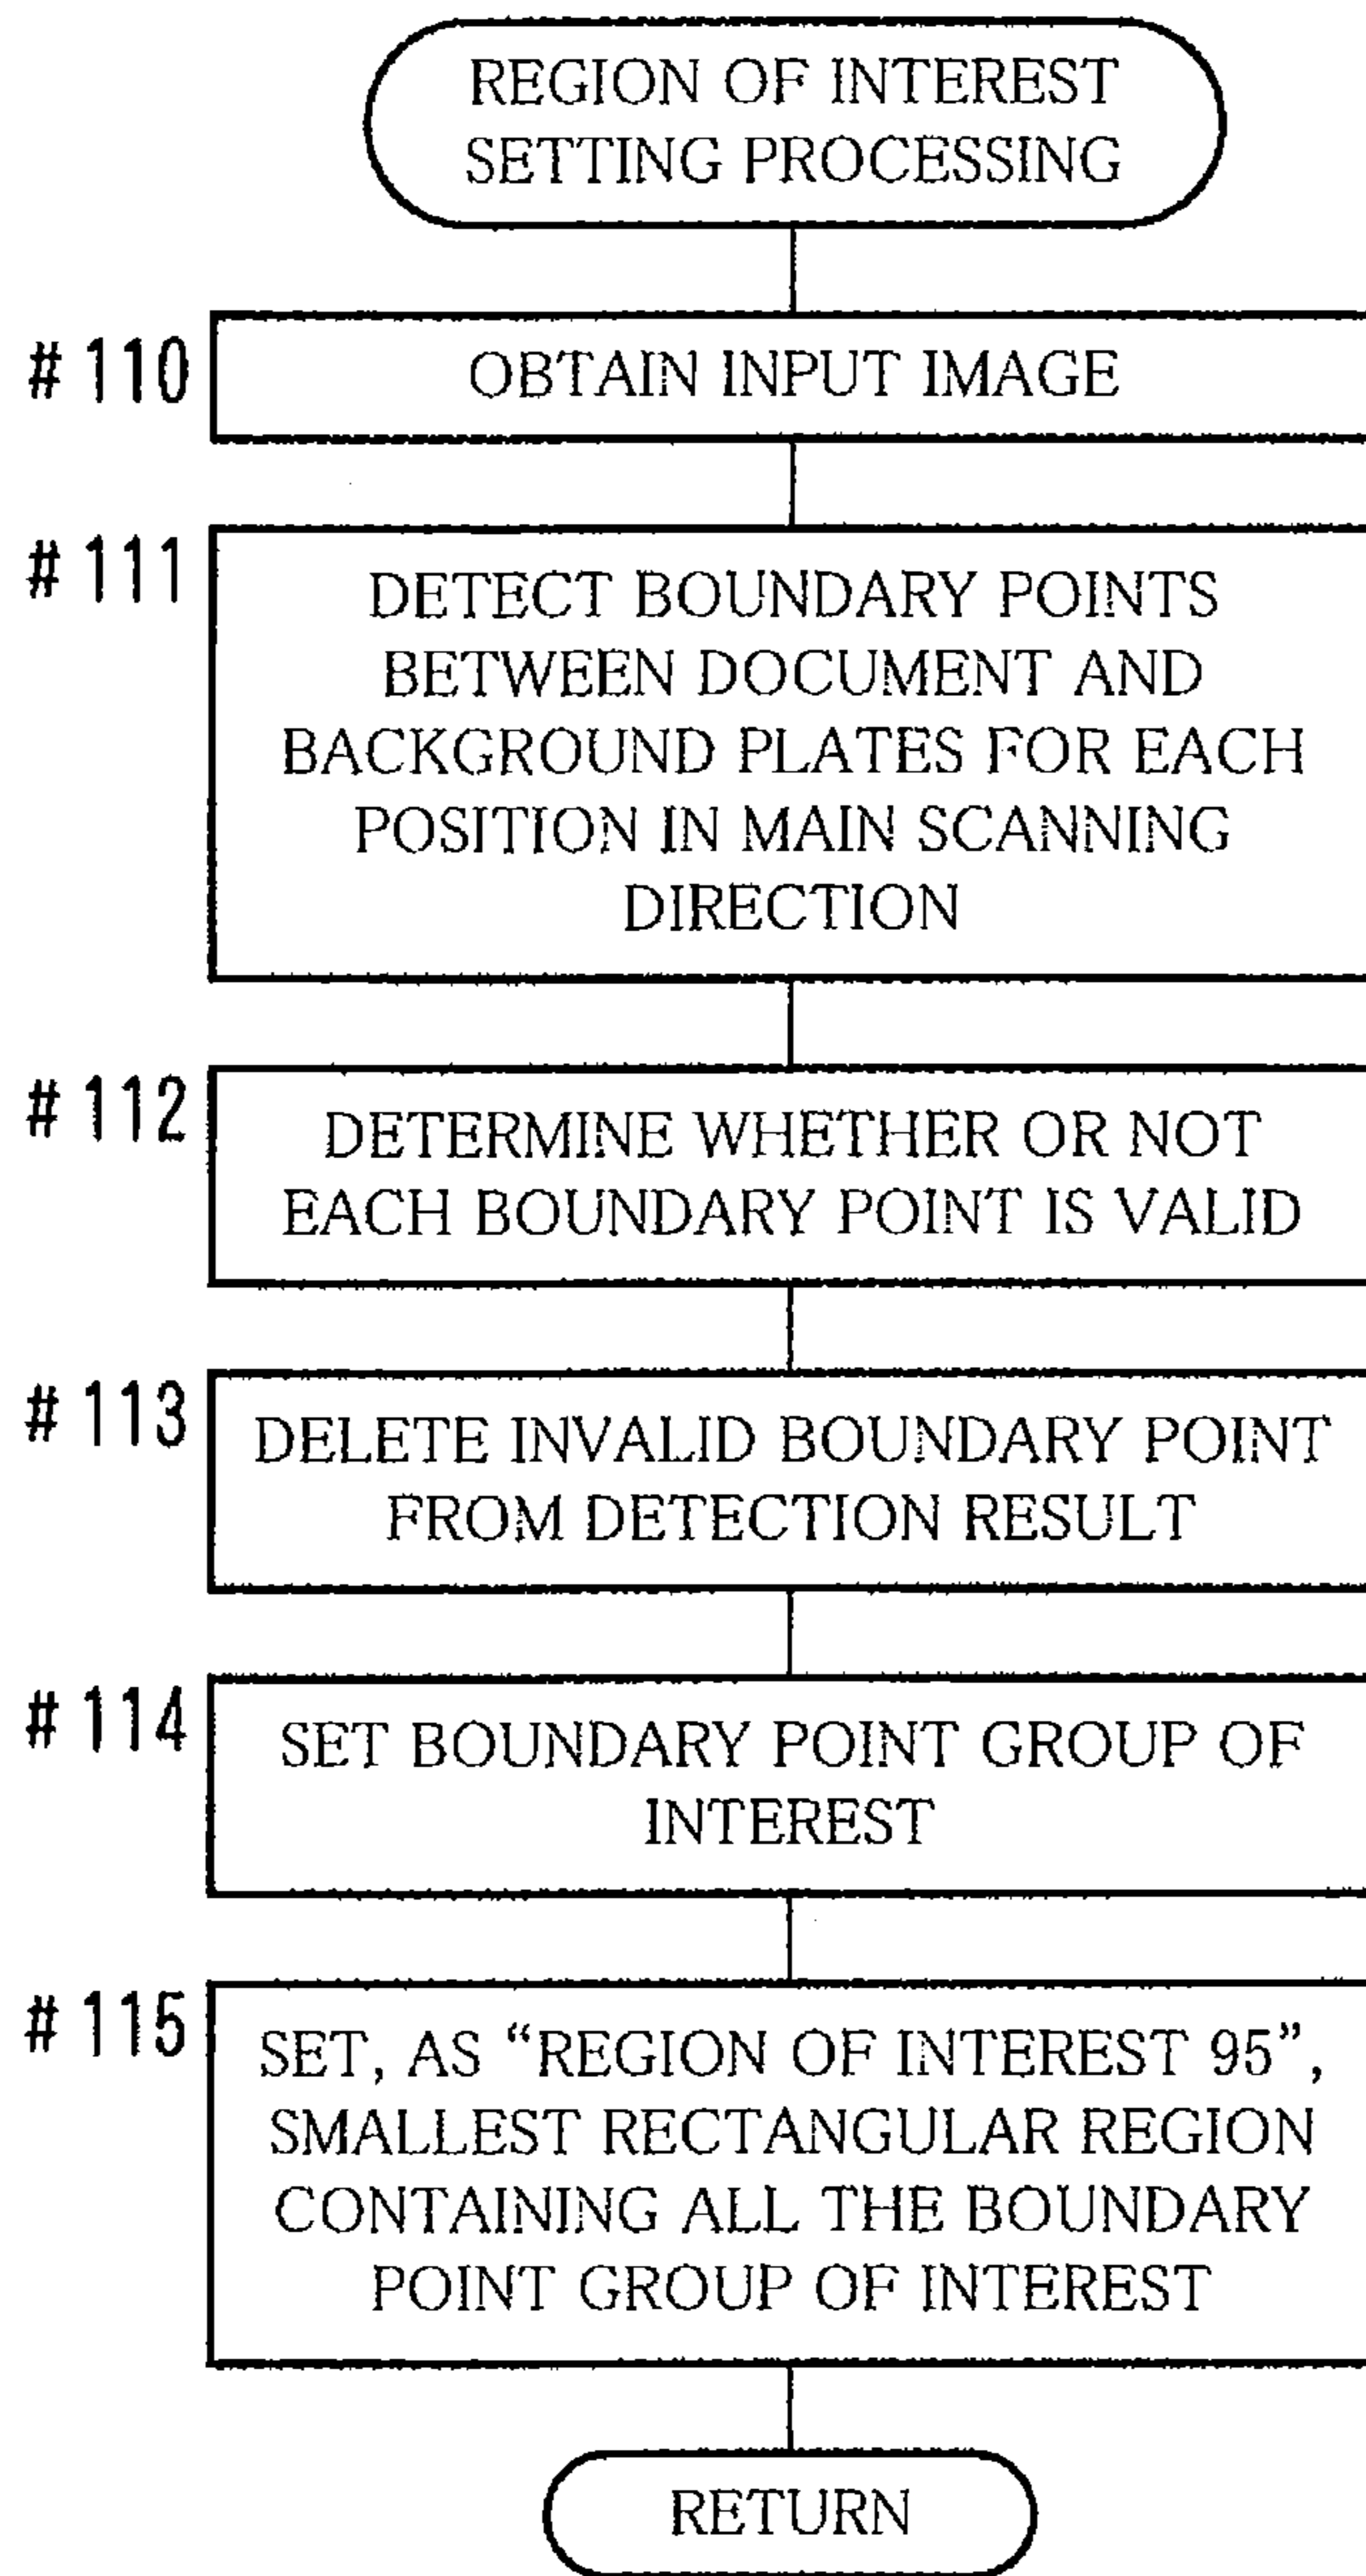 REGION OF INTEREST
SETTING PROCESSING
#110
OBTAIN INPUT IMAGE
#111
DETECT BOUNDARY POINTS
BETWEEN DOCUMENT AND
BACKGROUND PLATES FOR EACH
POSITION IN MAIN SCANNING
DIRECTION
#112
DETERMINE WHETHER OR NOT
EACH BOUNDARY POINT IS VALID
#113
DELETE INVALID BOUNDARY POINT
FROM DETECTION RESULT
#114
SET BOUNDARY POINT GROUP OF
INTEREST
#115
SET, AS “REGION OF INTEREST 95”,
SMALLEST RECTANGULAR REGION
CONTAINING ALL THE BOUNDARY
POINT GROUP OF INTEREST
RETURN